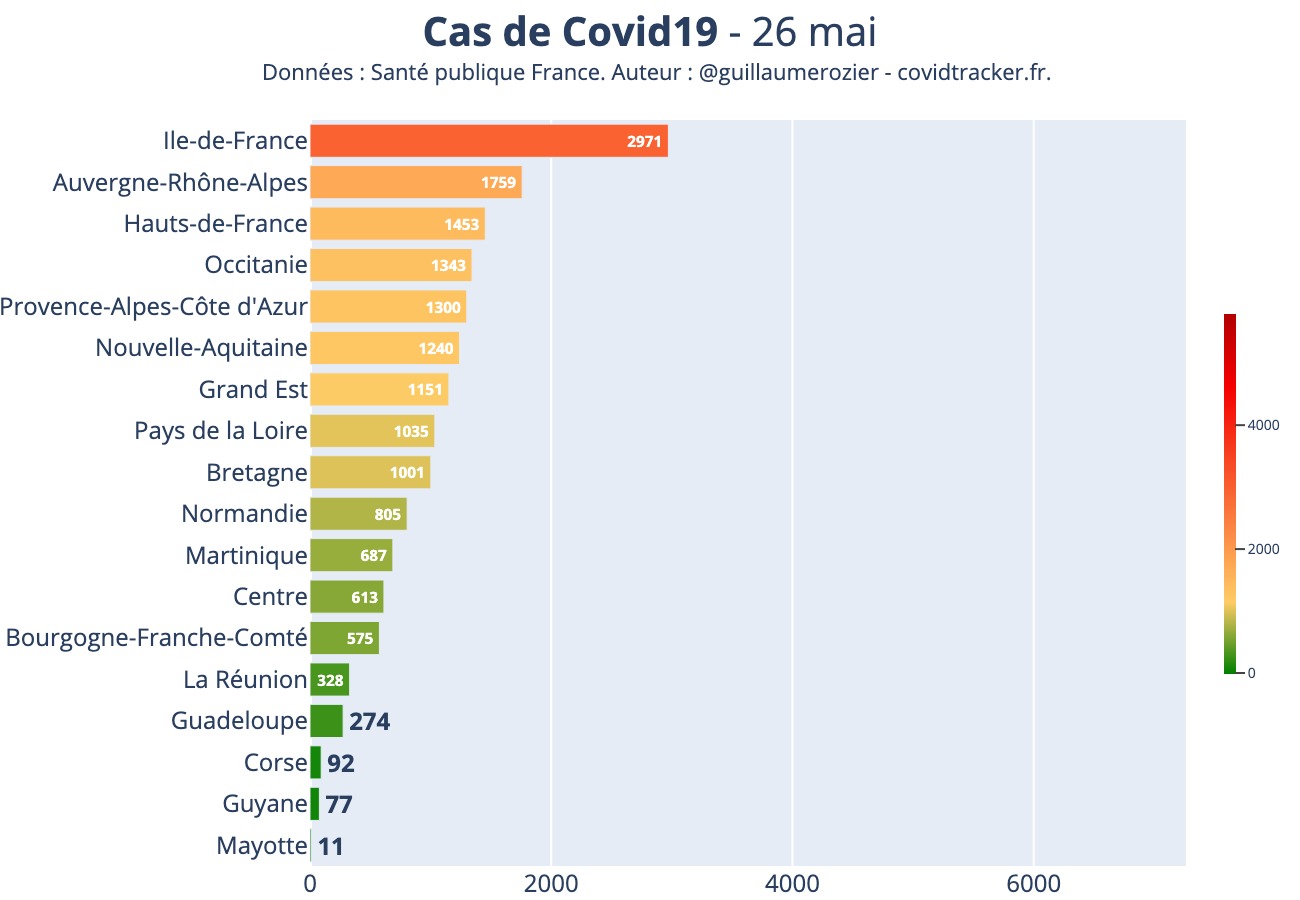 Cas de Covid19 - 26 mai
Données : Santé publique France. Auteur : @guillaumerozier - covidtracker.fr.
Ile-de-France 2971
Auvergne-Rhône-Alpes 1759
Hauts-de-France 1453
Occitanie 1343
Provence-Alpes-Côte d'Azur 1300
Nouvelle-Aquitaine 1240
Grand Est 1151
Pays de la Loire 1035
Bretagne 1001
Normandie 805
Martinique 687
Centre 613
Bourgogne-Franche-Comté 575
La Réunion 328
Guadeloupe 274
Corse 92
Guyane 77
Mayotte 11
0 2000 4000 6000
4000
2000
0